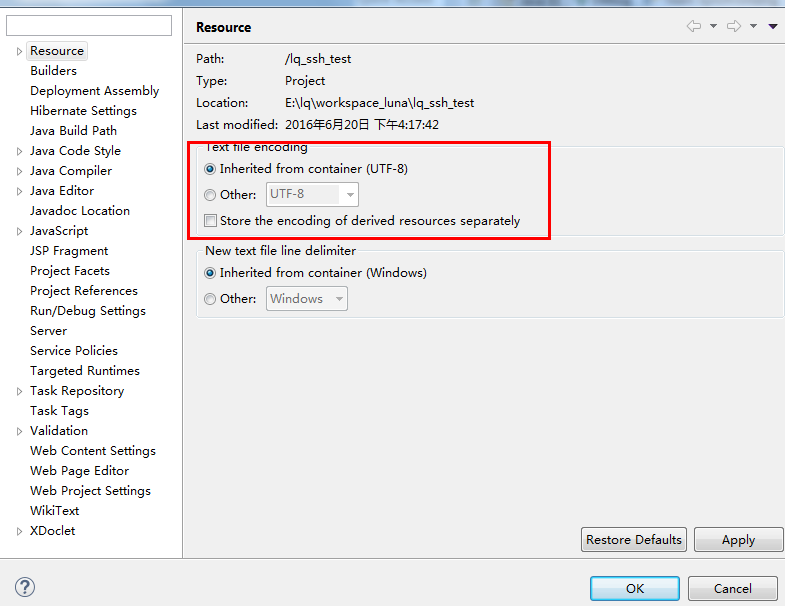 Resource
Resource
Builders
Deployment Assembly
Hibernate Settings
Java Build Path
Java Code Style
Java Compiler
Java Editor
Javadoc Location
JavaScript
JSP Fragment
Project Facets
Project References
Run/Debug Settings
Server
Service Policies
Targeted Runtimes
Task Repository
Task Tags
Validation
Web Content Settings
Web Page Editor
Web Project Settings
WikiText
XDoclet
Path: /lq_ssh_test
Type: Project
Location: E:\lq\workspace_luna\lq_ssh_test
Last modified: 2016年6月20日 下午4:17:42
Text file encoding
Inherited from container (UTF-8)
Other: UTF-8
Store the encoding of derived resources separately
New text file line delimiter
Inherited from container (Windows)
Other: Windows
Restore Defaults Apply
? OK Cancel